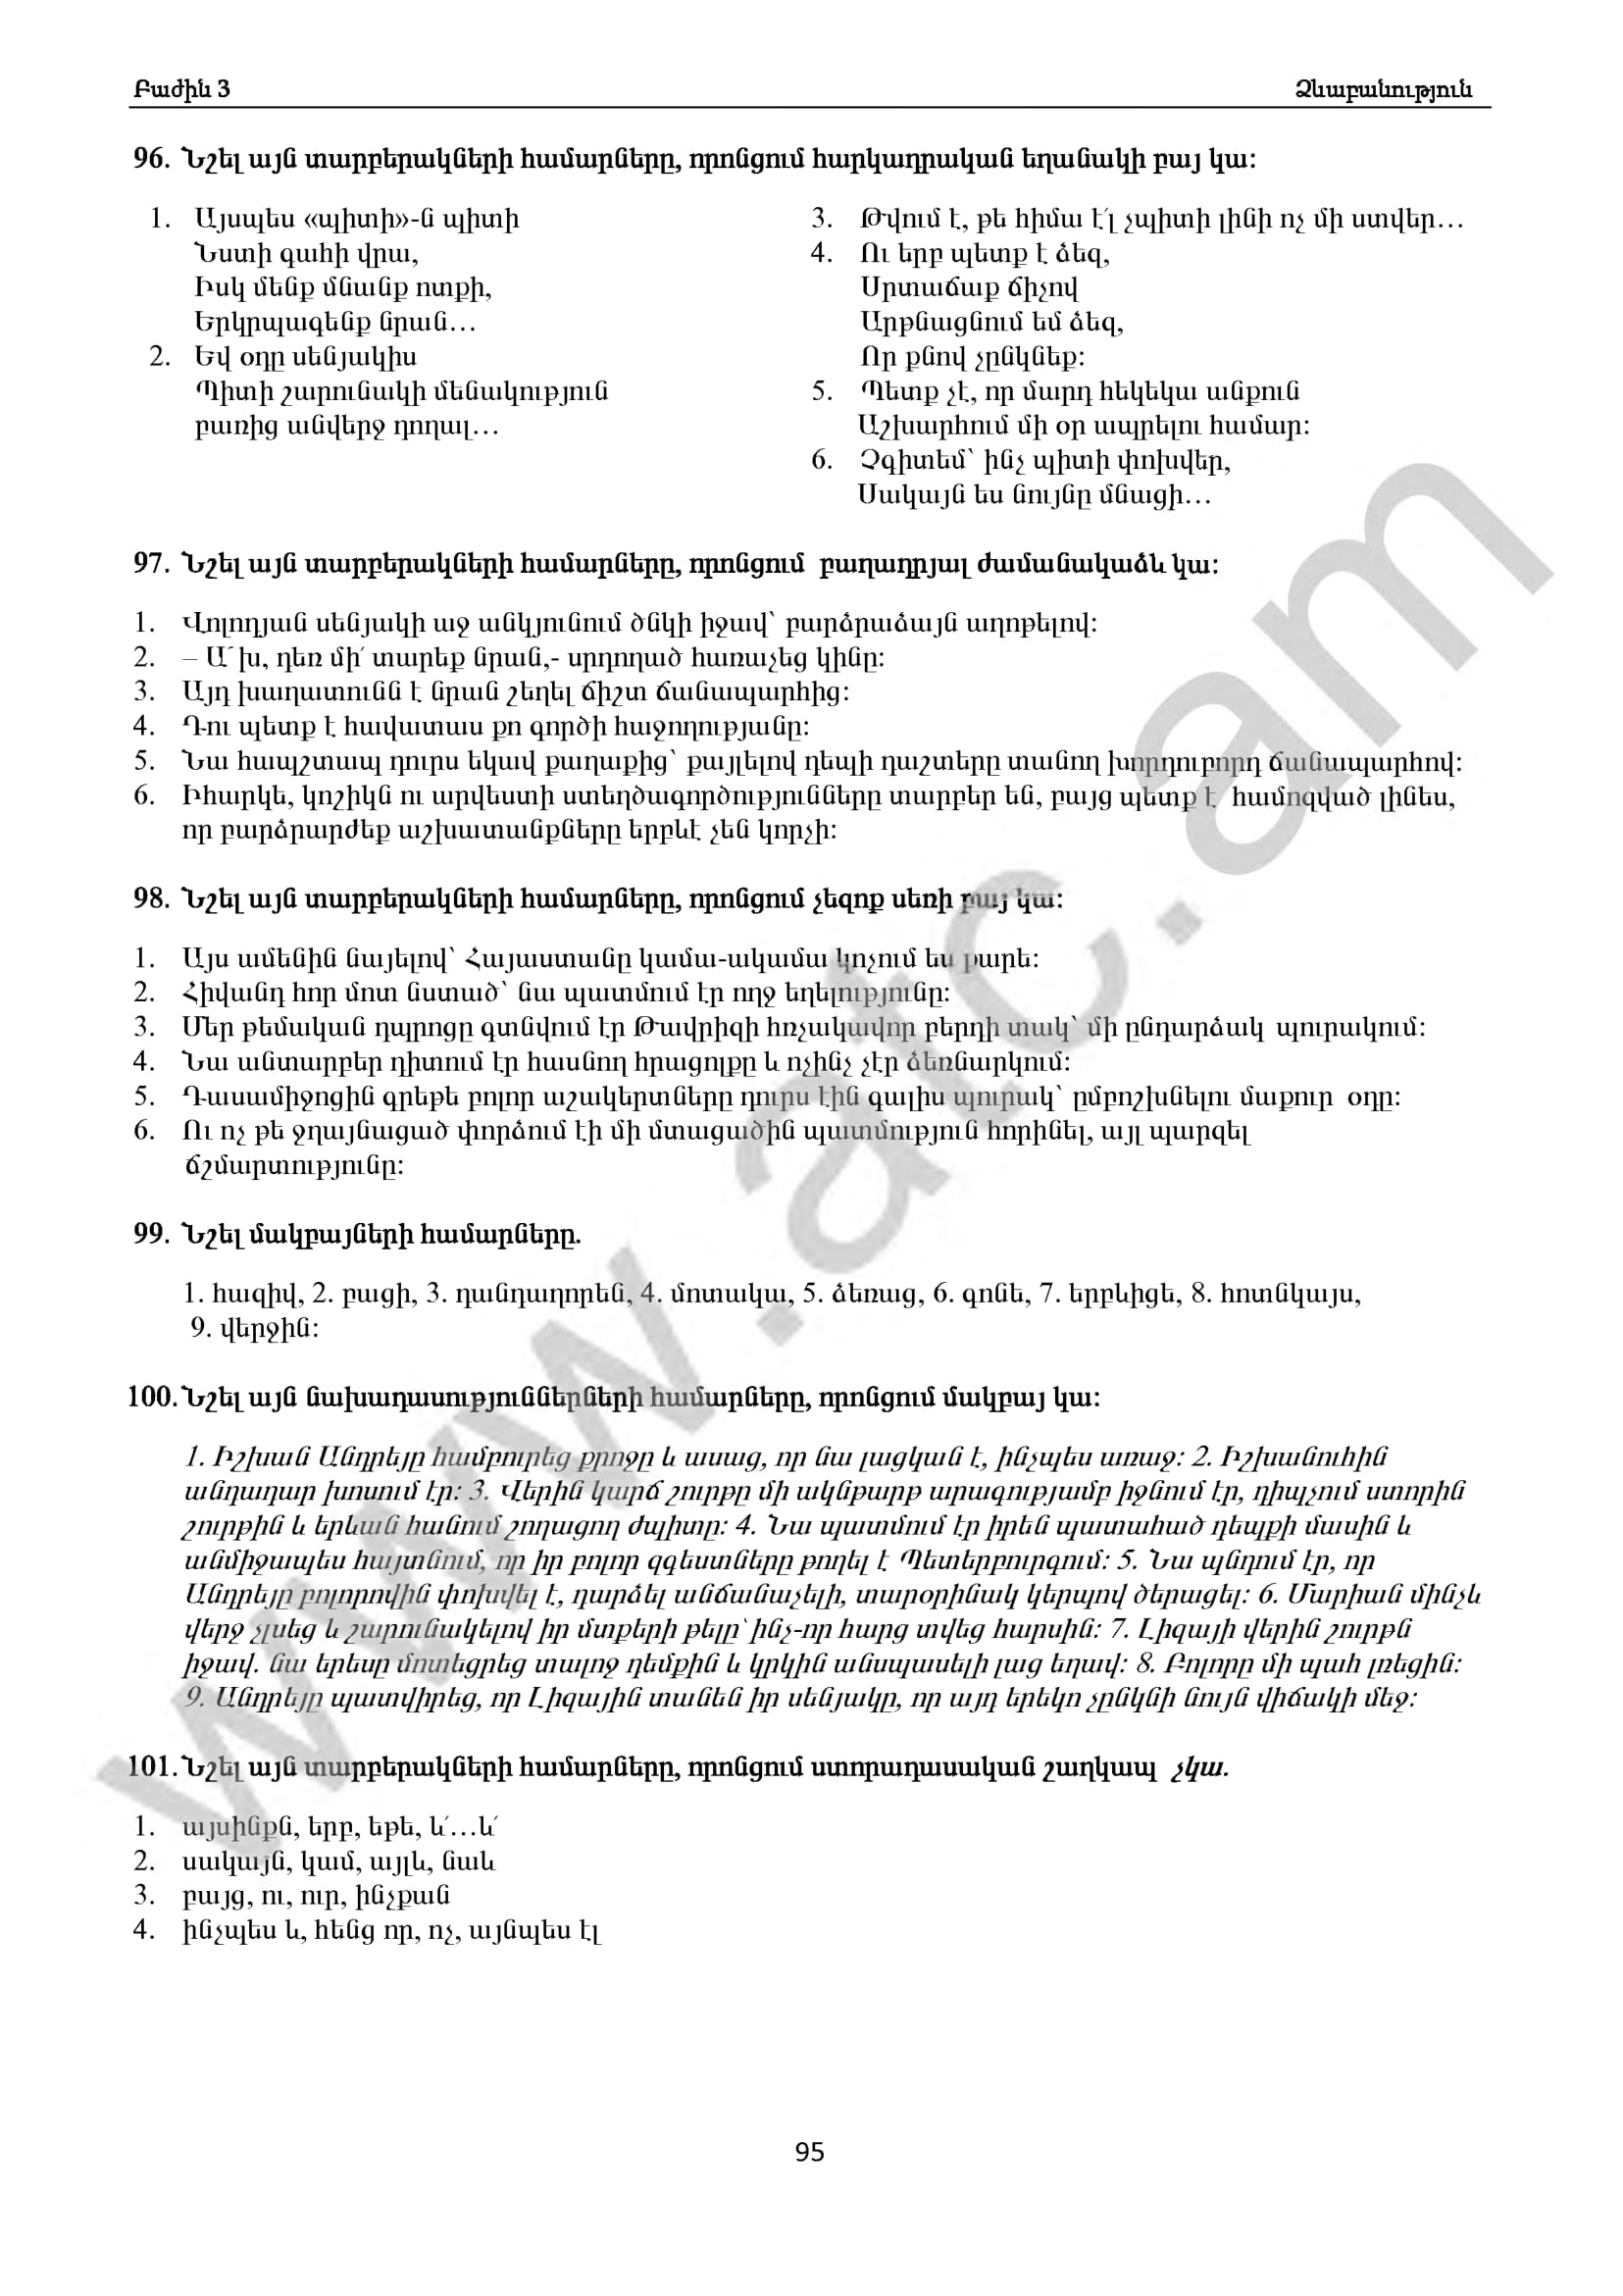 Բաժին 3 Ձևաբանություն
96. Նշել այն տարբերակների համարները, որոնցում հարկադրական եղանակի բայ կա:
1. Այսպես «պիտի»-ն պիտի
Նստի գահի վրա,
Իսկ մենք մնանք ոտքի,
Երկրպագենք նրան…
2. Եվ օդը սենյակիս
Պիտի շարունակի մենակություն
բառից անվերջ դողալ…
3. Թվում է, թե հիմա է՛լ չպիտի լինի ոչ մի ստվեր…
4. Ու երբ պետք է ձեզ,
Սրտաճաք ճիչով
Արթնացնում եմ ձեզ,
Որ քնով չընկնեք:
5. Պետք չէ, որ մարդ հեկեկա անքուն
Աշխարհում մի օր ապրելու համար:
6. Չգիտեմ՝ ինչ պիտի փոխվեր,
Սակայն ես նույնը մնացի…
97. Նշել այն տարբերակների համարները, որոնցում բաղադրյալ ժամանակաձև կա:
1. Վոլոդյան սենյակի աջ անկյունում ծնկի իջավ՝ բարձրաձայն աղոթելով:
2. – Ա՜խ, դեռ մի՛ տարեք նրան,- սրդողած հառաչեց կինը:
3. Այդ խաղատունն է նրան շեղել ճիշտ ճանապարհից:
4. Դու պետք է հավատաս քո գործի հաջողությանը:
5. Նա հապշտապ դուրս եկավ քաղաքից՝ քայլելով դեպի դաշտերը տանող խորդուբորդ ճանապարհով:
6. Իհարկե, կոշիկն ու արվեստի ստեղծագործությունները տարբեր են, բայց պետք է համոզված լինես,
որ բարձրարժեք աշխատանքները երբևէ չեն կորչի:
98. Նշել այն տարբերակների համարները, որոնցում չեզոք սեռի բայ կա:
1. Այս ամենին նայելով՝ Հայաստանը կամա-ակամա կոչում ես քարե:
2. Հիվանդ հոր մոտ նստած՝ նա պատմում էր ողջ եղելությունը:
3. Մեր թեմական դպրոցը գտնվում էր Թավրիզի հռչակավոր բերդի տակ՝ մի ընդարձակ պուրակում:
4. Նա անտարբեր դիտում էր հասնող հրացոլքը և ոչինչ չէր ձեռնարկում:
5. Դասամիջոցին գրեթե բոլոր աշակերտները դուրս էին գալիս պուրակ՝ ըմբոշխնելու մաքուր օդը:
6. Ու ոչ թե ջղայնացած փորձում էի մի մտացածին պատմություն հորինել, այլ պարզել
ճշմարտությունը:
99. Նշել մակբայների համարները.
1. հազիվ, 2. բացի, 3. դանդաղորեն, 4. մոտակա, 5. ձեռաց, 6. գոնե, 7. երբևիցե, 8. հոտնկայս,
9. վերջին:
100. Նշել այն նախադասություններների համարները, որոնցում մակբայ կա:
1. Իշխան Անդրեյը համբուրեց քրոջը և ասաց, որ նա լացկան է, ինչպես առաջ: 2. Իշխանուհին
անդադար խոսում էր: 3. Վերին կարճ շուրթը մի ակնթարթ արագությամբ իջնում էր, դիպչում ստորին
շուրթին և երևան հանում շողացող ժպիտը: 4. Նա պատմում էր իրեն պատահած դեպքի մասին և
անմիջապես հայտնում, որ իր բոլոր զգեստները թողել է Պետերբուրգում: 5. Նա պնդում էր, որ
Անդրեյը բոլորովին փոխվել է, դարձել անճանաչելի, տարօրինակ կերպով ծերացել: 6. Մարիան մինչև
վերջ չլսեց և շարունակելով իր մտքերի թելը՝ ինչ-որ հարց տվեց հարսին: 7. Լիզայի վերին շուրթն
իջավ. նա երեսը մոտեցրեց տալոջ դեմքին և կրկին անսպասելի լաց եղավ: 8. Բոլորը մի պահ լռեցին:
9. Անդրեյը պատվիրեց, որ Լիզային տանեն իր սենյակը, որ այդ երեկո չընկնի նույն վիճակի մեջ:
101. Նշել այն տարբերակների համարները, որոնցում ստորադասական շաղկապ չկա.
1. այսինքն, երբ, եթե, և՛…և՛
2. սակայն, կամ, այլև, նաև
3. բայց, ու, ուր, ինչքան
4. ինչպես և, հենց որ, ոչ, այնպես էլ
95
www.atc.am